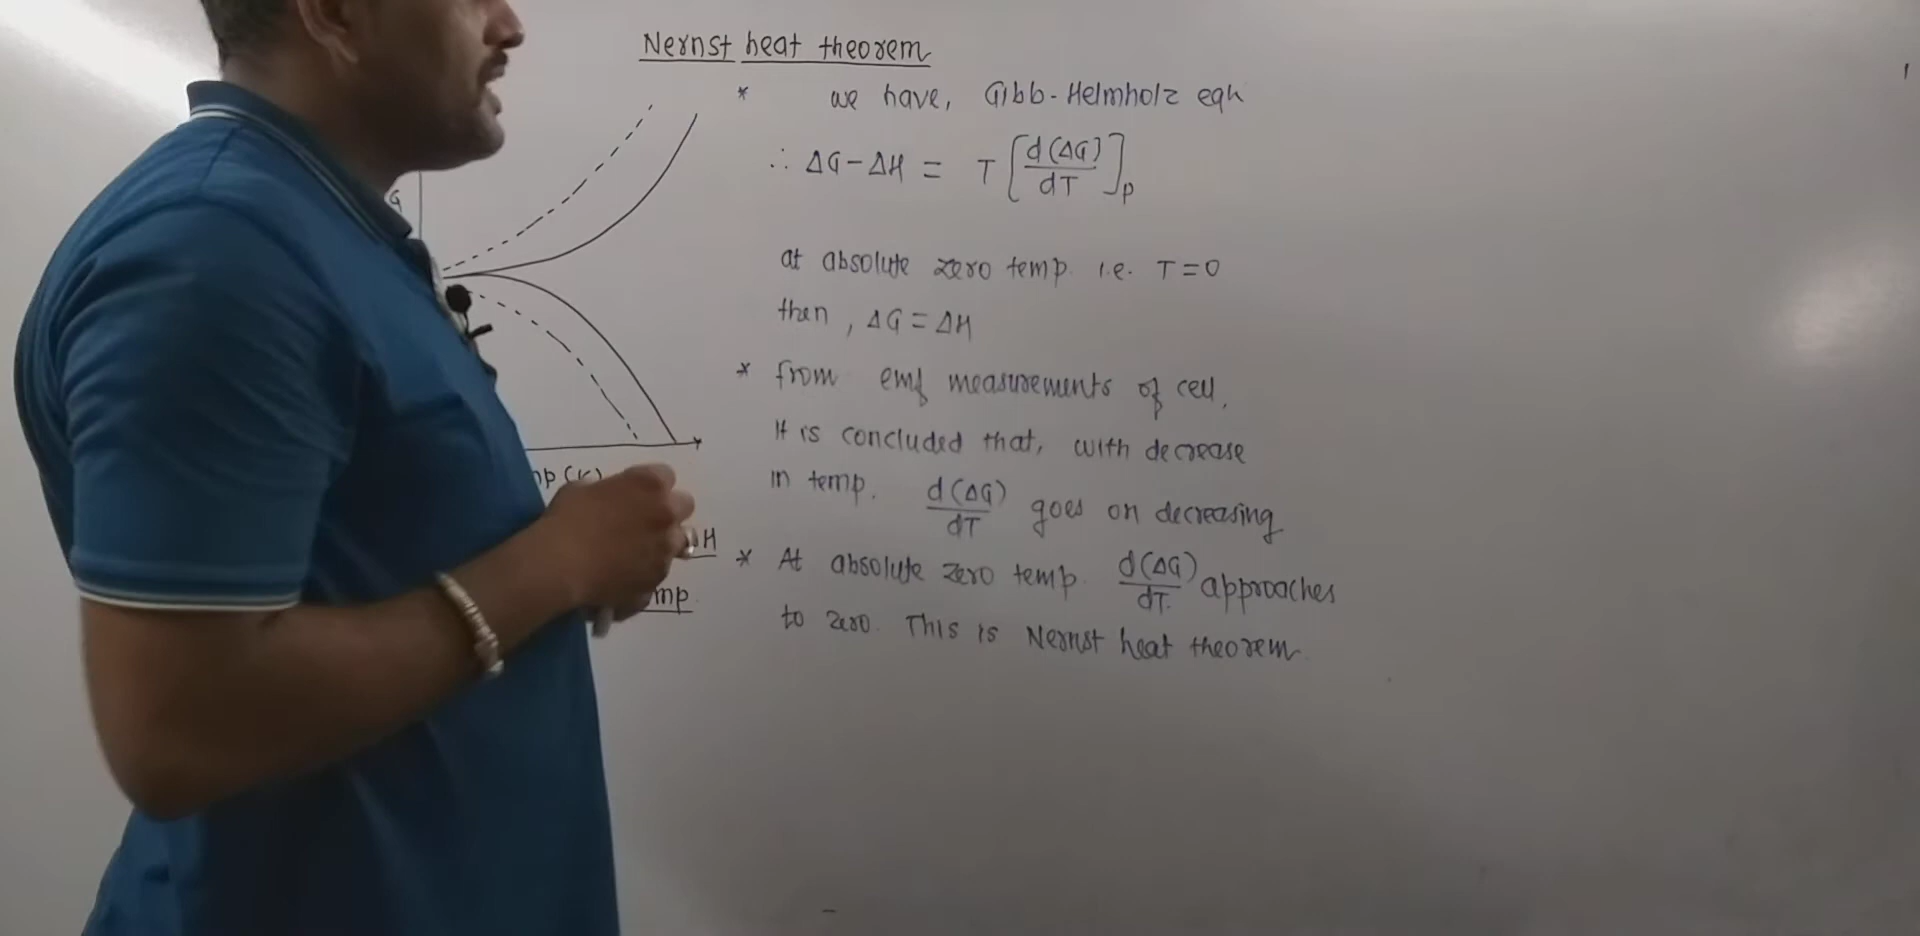 Nernst heat theorem
* we have, Gibb-Helmholz eqn
∴ ΔG-ΔH = T [d(ΔG)/dT]p
at absolute zero temp. i.e. T=0
then, ΔG=ΔH
* from emf measurements of cell,
It is concluded that, with decrease
in temp. d(ΔG)/dT goes on decreasing
* At absolute zero temp. d(ΔG)/dT. approaches
to zero. This is Nernst heat theorem.
G
(K)
H